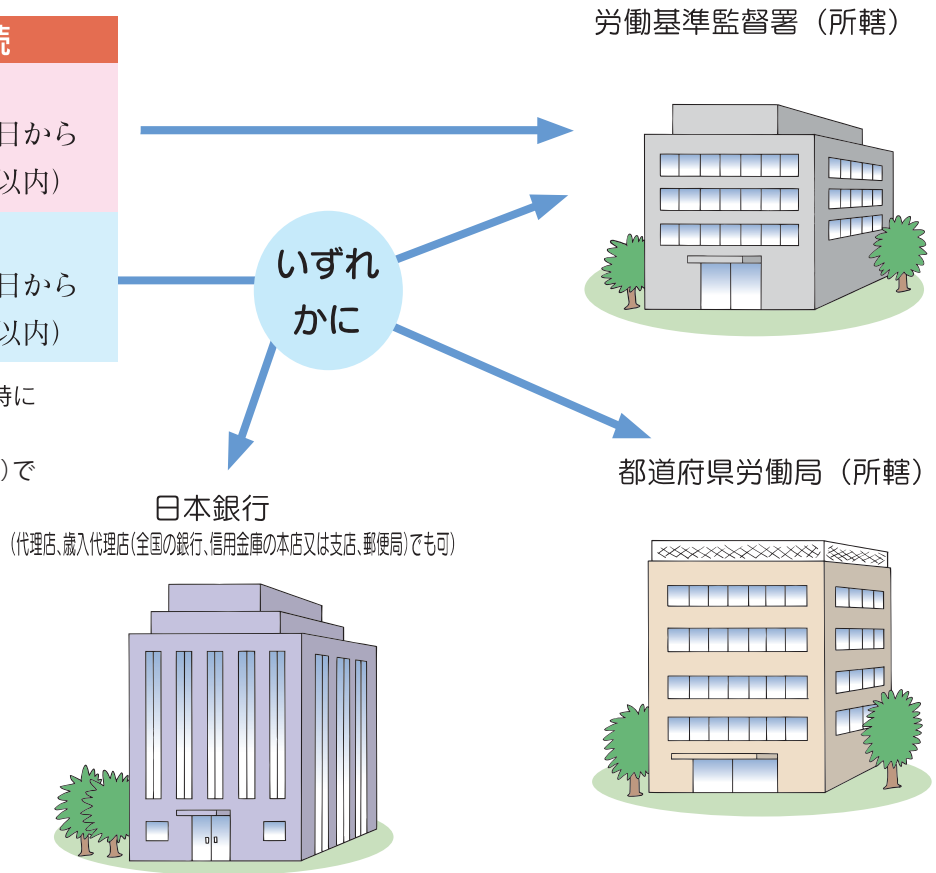 労働基準監督署（所轄）
続
日から
以内）
日から
以内）
いずれ
かに
時に
）で
都道府県労働局（所轄）
日本銀行
（代理店、歳入代理店（全国の銀行、信用金庫の本店又は支店、郵便局）でも可）